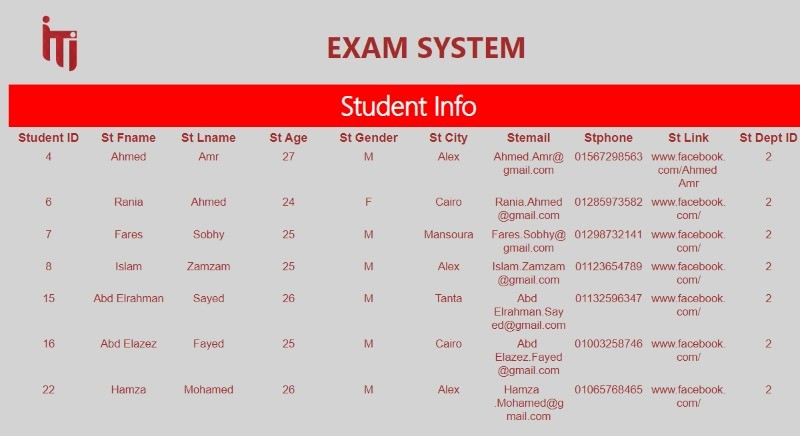 iTi
EXAM SYSTEM
Student Info
Student ID St Fname St Lname St Age St Gender St City Stemail Stphone St Link St Dept ID
4 Ahmed Amr 27 M Alex Ahmed.Amr@ 01567298563 www.facebook. 2
gmail.com com/Ahmed
Amr
6 Rania Ahmed 24 F Cairo Rania.Ahmed 01285973582 www.facebook. 2
@gmail.com com/
7 Fares Sobhy 25 M Mansoura Fares.Sobhy@ 01298732141 www.facebook. 2
gmail.com com/
8 Islam Zamzam 25 M Alex Islam.Zamzam 01123654789 www.facebook. 2
@gmail.com com/
15 Abd Elrahman Sayed 26 M Tanta Abd 01132596347 www.facebook. 2
Elrahman.Say com/
ed@gmail.com
16 Abd Elazez Fayed 25 M Cairo Abd 01003258746 www.facebook. 2
Elazez.Fayed com/
@gmail.com
22 Hamza Mohamed 26 M Alex Hamza 01065768465 www.facebook. 2
.Mohamed@g com/
mail.com